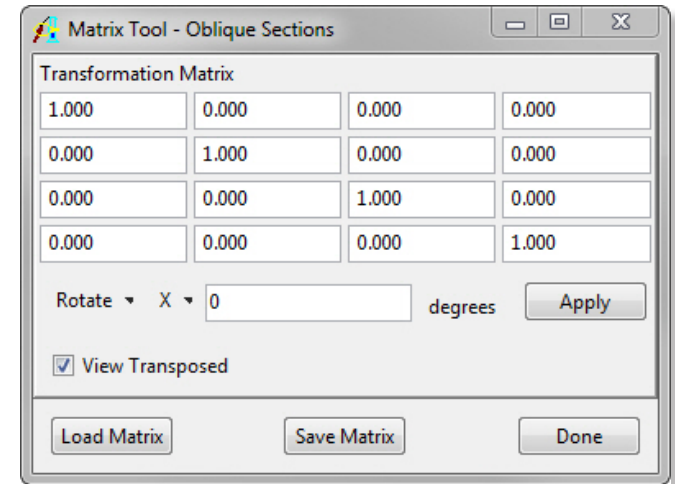 Matrix Tool - Oblique Sections
Transformation Matrix
1.000 0.000 0.000 0.000
0.000 1.000 0.000 0.000
0.000 0.000 1.000 0.000
0.000 0.000 0.000 1.000
Rotate X 0 degrees Apply
View Transposed
Load Matrix Save Matrix Done